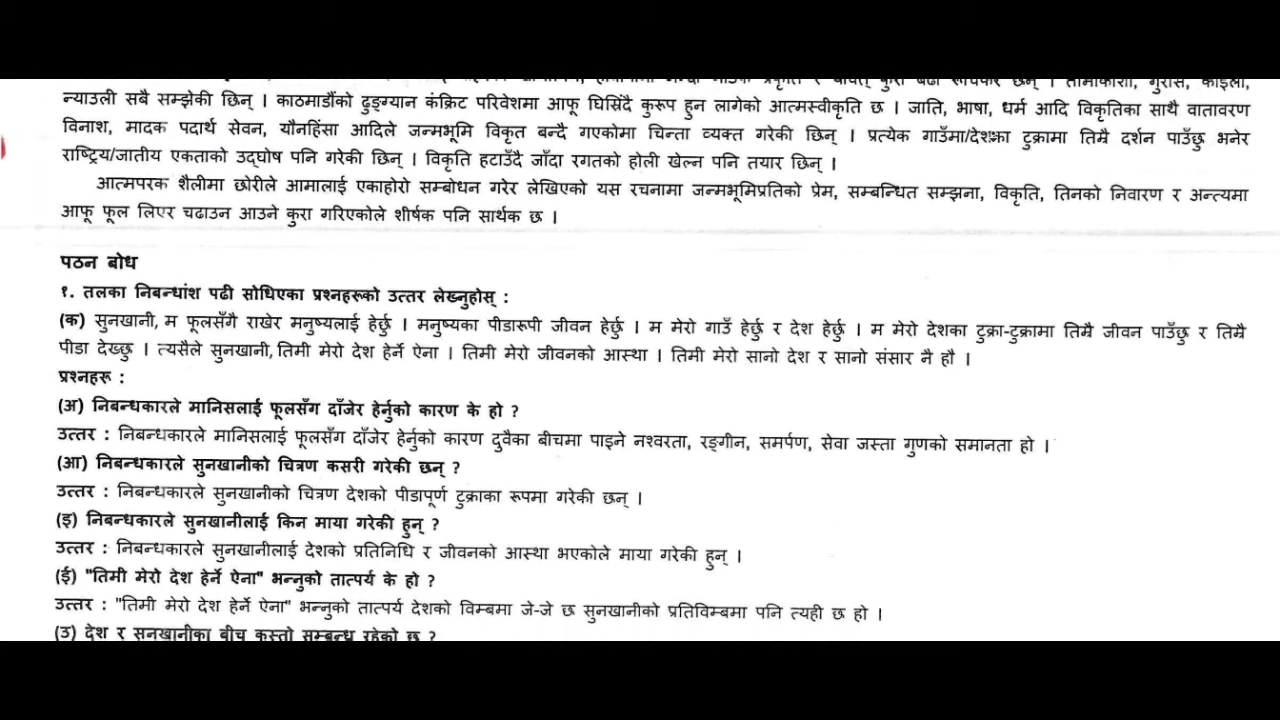 न्याउली सबै सम्झेकी छिन् । काठमाडौंको ढुङ्ग्यान कंक्रिट परिवेशमा आफू घिसिँदै कुरूप हुन लागेको आत्मस्वीकृति छ । जाति, भाषा, धर्म आदि विकृतिका साथै वातावरण
विनाश, मादक पदार्थ सेवन, यौनहिंसा आदिले जन्मभूमि विकृत बन्दै गएकोमा चिन्ता व्यक्त गरेकी छिन् । प्रत्येक गाउँमा/देशका टुक्रामा तिम्रै दर्शन पाउँछु भनेर
राष्ट्रिय/जातीय एकताको उद्घोष पनि गरेकी छिन् । विकृति हटाउँदै जाँदा रगतको होली खेल्न पनि तयार छिन् ।
आत्मपरक शैलीमा छोरीले आमालाई एकाहोरो सम्बोधन गरेर लेखिएको यस रचनामा जन्मभूमिप्रतिको प्रेम, सम्बन्धित सम्झना, विकृति, तिनको निवारण र अन्त्यमा
आफू फूल लिएर चढाउन आउने कुरा गरिएकोले शीर्षक पनि सार्थक छ ।
पठन बोध
१. तलका निबन्धांश पढी सोधिएका प्रश्नहरूको उत्तर लेख्नुहोस् :
(क) सुनखानी, म फूलसँगै राखेर मनुष्यलाई हेर्छु । मनुष्यका पीडारूपी जीवन हेर्छु । म मेरो गाउँ हेर्छु र देश हेर्छु । म मेरो देशका टुक्रा-टुक्रामा तिम्रै जीवन पाउँछु र तिम्रै
पीडा देख्छु । त्यसैले सुनखानी, तिमी मेरो देश हेर्ने ऐना । तिमी मेरो जीवनको आस्था । तिमी मेरो सानो देश र सानो संसार नै हौ ।
प्रश्नहरू :
(अ) निबन्धकारले मानिसलाई फूलसँग दाँजेर हेर्नुको कारण के हो ?
उत्तर : निबन्धकारले मानिसलाई फूलसँग दाँजेर हेर्नुको कारण दुवैका बीचमा पाइने नश्वरता, रङ्गीन, समर्पण, सेवा जस्ता गुणको समानता हो ।
(आ) निबन्धकारले सुनखानीको चित्रण कसरी गरेकी छन् ?
उत्तर : निबन्धकारले सुनखानीको चित्रण देशको पीडापूर्ण टुक्राका रूपमा गरेकी छन् ।
(इ) निबन्धकारले सुनखानीलाई किन माया गरेकी हुन् ?
उत्तर : निबन्धकारले सुनखानीलाई देशको प्रतिनिधि र जीवनको आस्था भएकोले माया गरेकी हुन् ।
(ई) "तिमी मेरो देश हेर्ने ऐना" भन्नुको तात्पर्य के हो ?
उत्तर : "तिमी मेरो देश हेर्ने ऐना" भन्नुको तात्पर्य देशको विम्बमा जे-जे छ सुनखानीको प्रतिविम्बमा पनि त्यही छ हो ।
(उ) देश र सुनखानीका बीच कस्तो सम्बन्ध रहेको छ ?